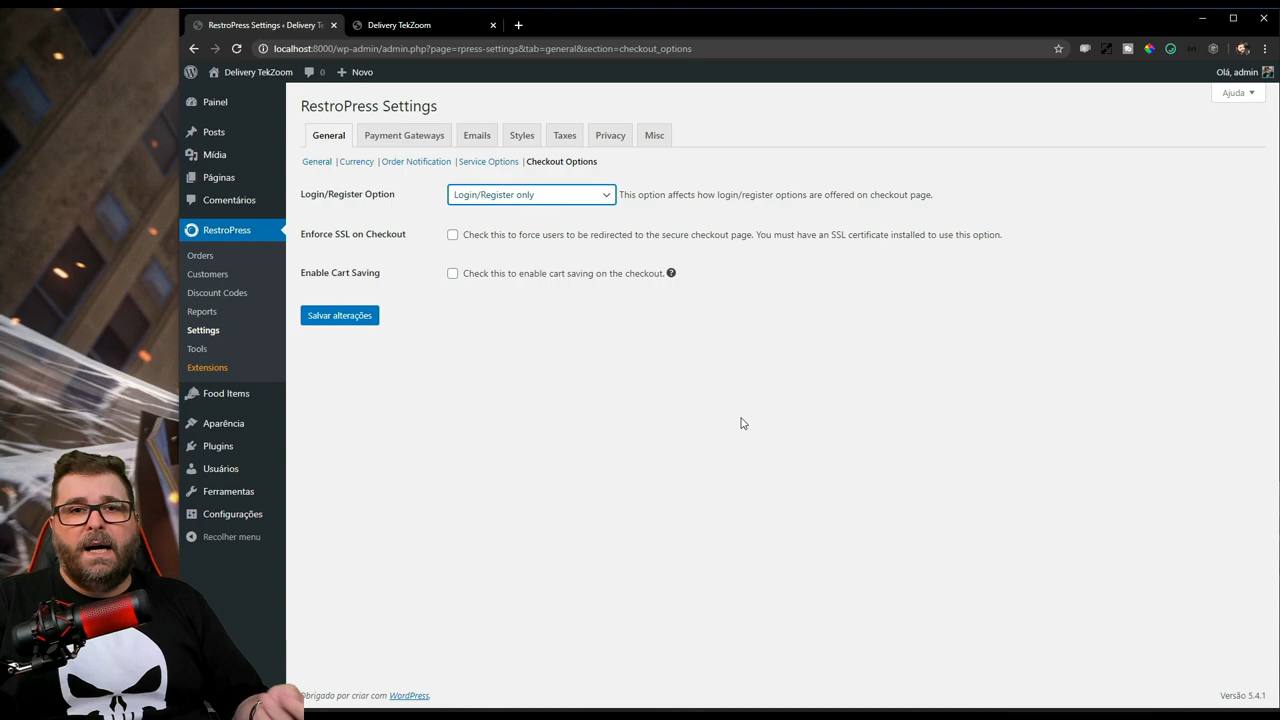 RestroPress Settings ‹ Delivery Te
Delivery TekZoom
localhost:8000/wp-admin/admin.php?page=rpress-settings&tab=general&section=checkout_options
Delivery TekZoom
0
Novo
Olá, admin
Painel
Posts
Mídia
Páginas
Comentários
RestroPress
Orders
Customers
Discount Codes
Reports
Settings
Tools
Extensions
Food Items
Aparência
Plugins
Usuários
Ferramentas
Configurações
Recolher menu
Ajuda
RestroPress Settings
General Payment Gateways Emails Styles Taxes Privacy Misc
General | Currency | Order Notification | Service Options | Checkout Options
Login/Register Option Login/Register only This option affects how login/register options are offered on checkout page.
Enforce SSL on Checkout Check this to force users to be redirected to the secure checkout page. You must have an SSL certificate installed to use this option.
Enable Cart Saving Check this to enable cart saving on the checkout. ?
Salvar alterações
Obrigado por criar com WordPress.
Versão 5.4.1